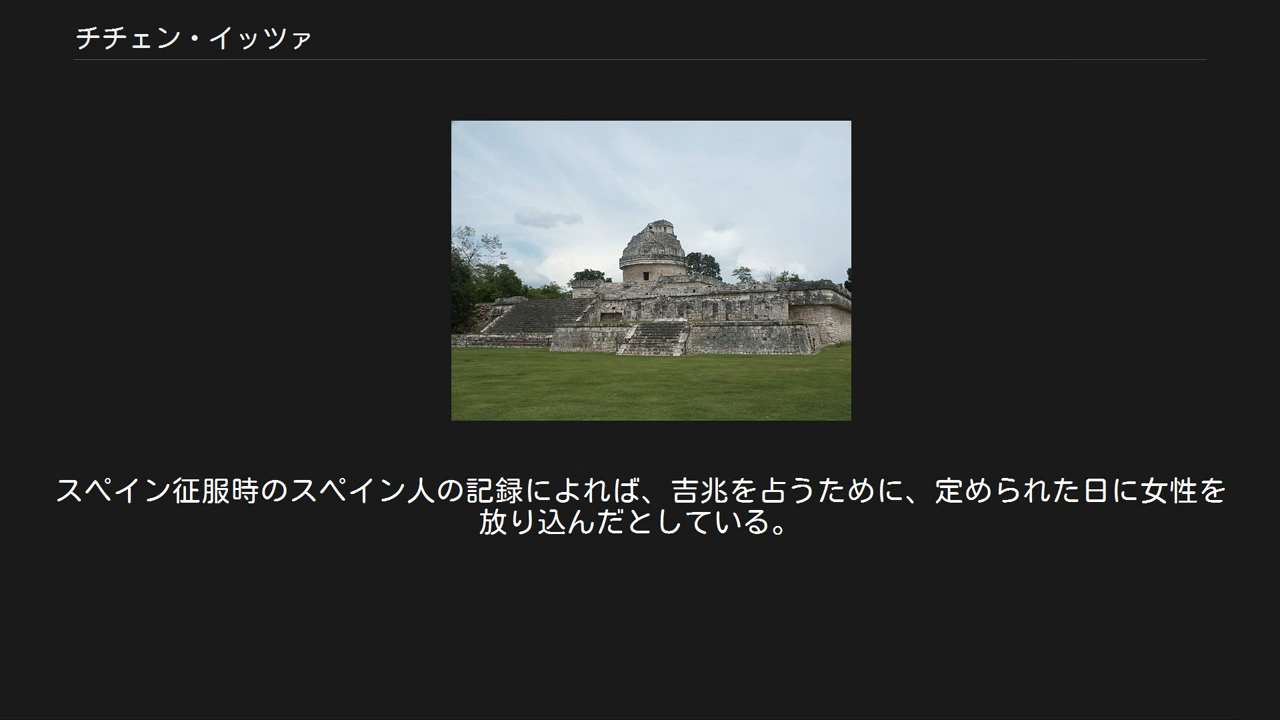 チチェン・イッツァ
スペイン征服時のスペイン人の記録によれば、吉兆を占うために、定められた日に女性を
放り込んだとしている。